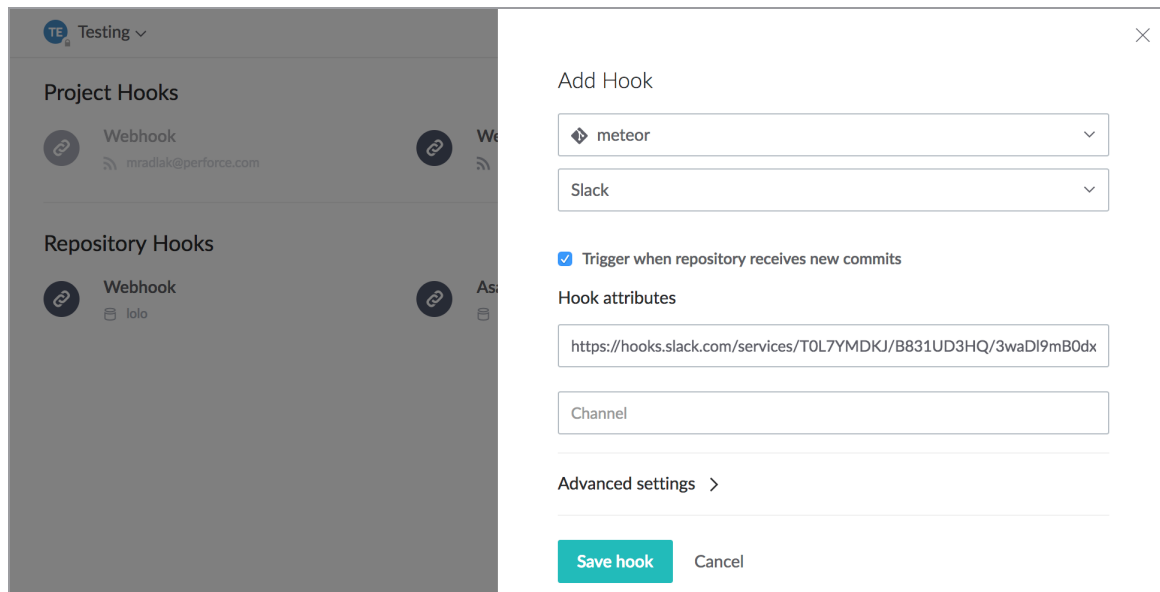 TE Testing
Project Hooks
Webhook
mradlak@perforce.com
We
Repository Hooks
Webhook
lolo
Asa
Add Hook
meteor
Slack
Trigger when repository receives new commits
Hook attributes
https://hooks.slack.com/services/T0L7YMDKJ/B831UD3HQ/3waDl9mB0dx
Channel
Advanced settings
Save hook Cancel